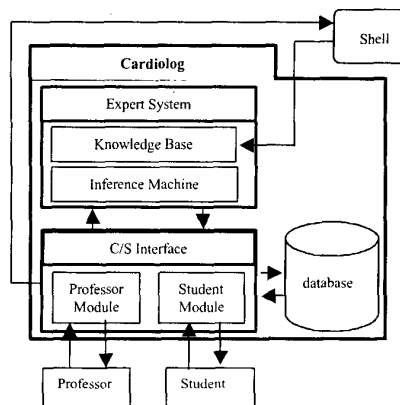 Shell
Cardiolog
Expert System
Knowledge Base
Inference Machine
C/S Interface
Professor
Module
Student
Module
database
Professor
Student